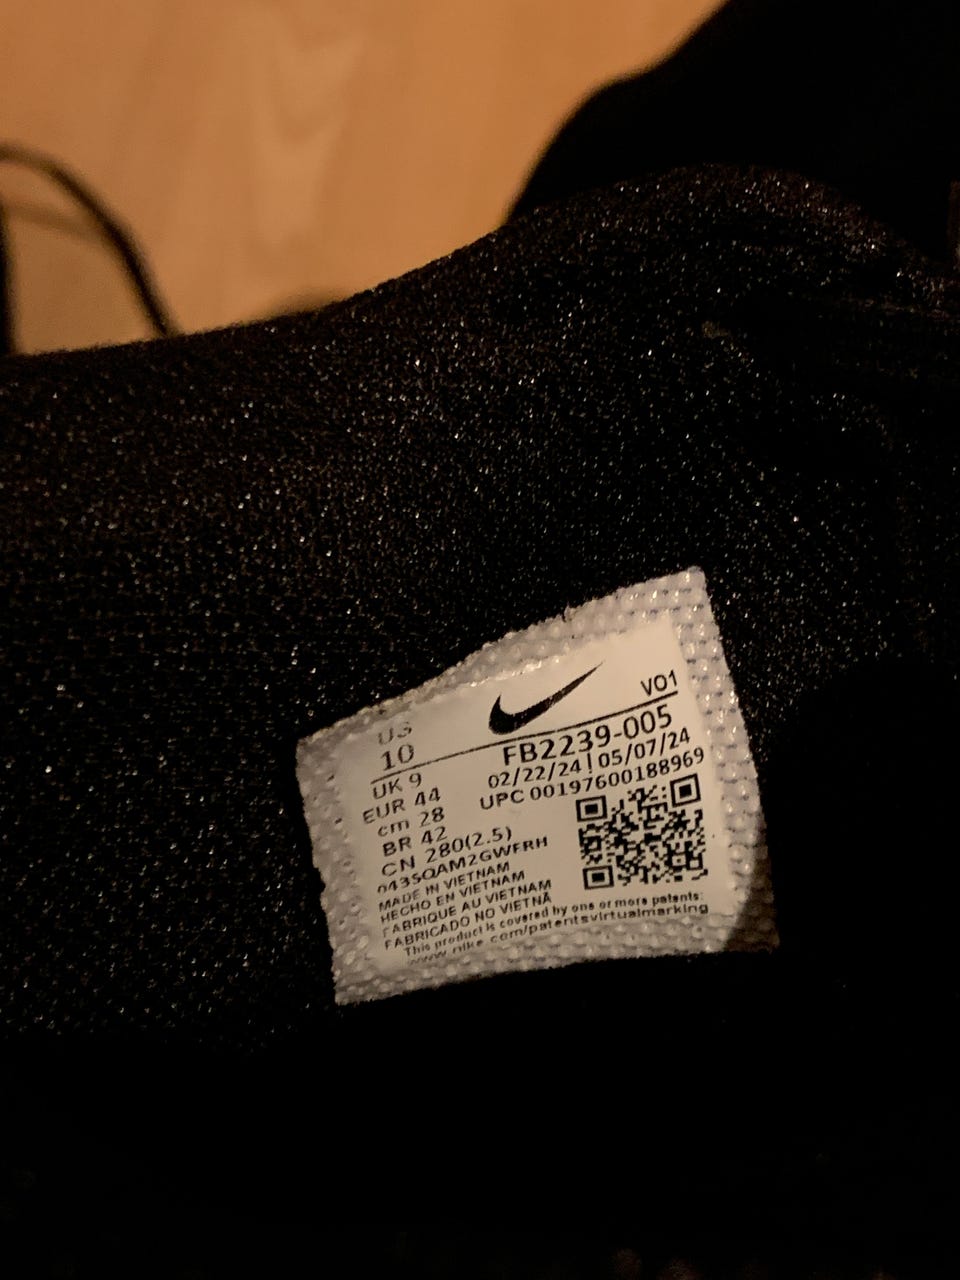 US
10
UK 9
EUR 44
cm 28
BR 42
CN 280(2.5)
VO1
FB2239-005
02/22/24 | 05/07/24
UPC 00197600188969
MADE IN VIETNAM
HECHO EN VIETNAM
FABRIQUE AU VIETNAM
FABRICADO NO VIETNÃ
This product is covered by one or more patents:
www.nike.com/patentsvirtualmarking